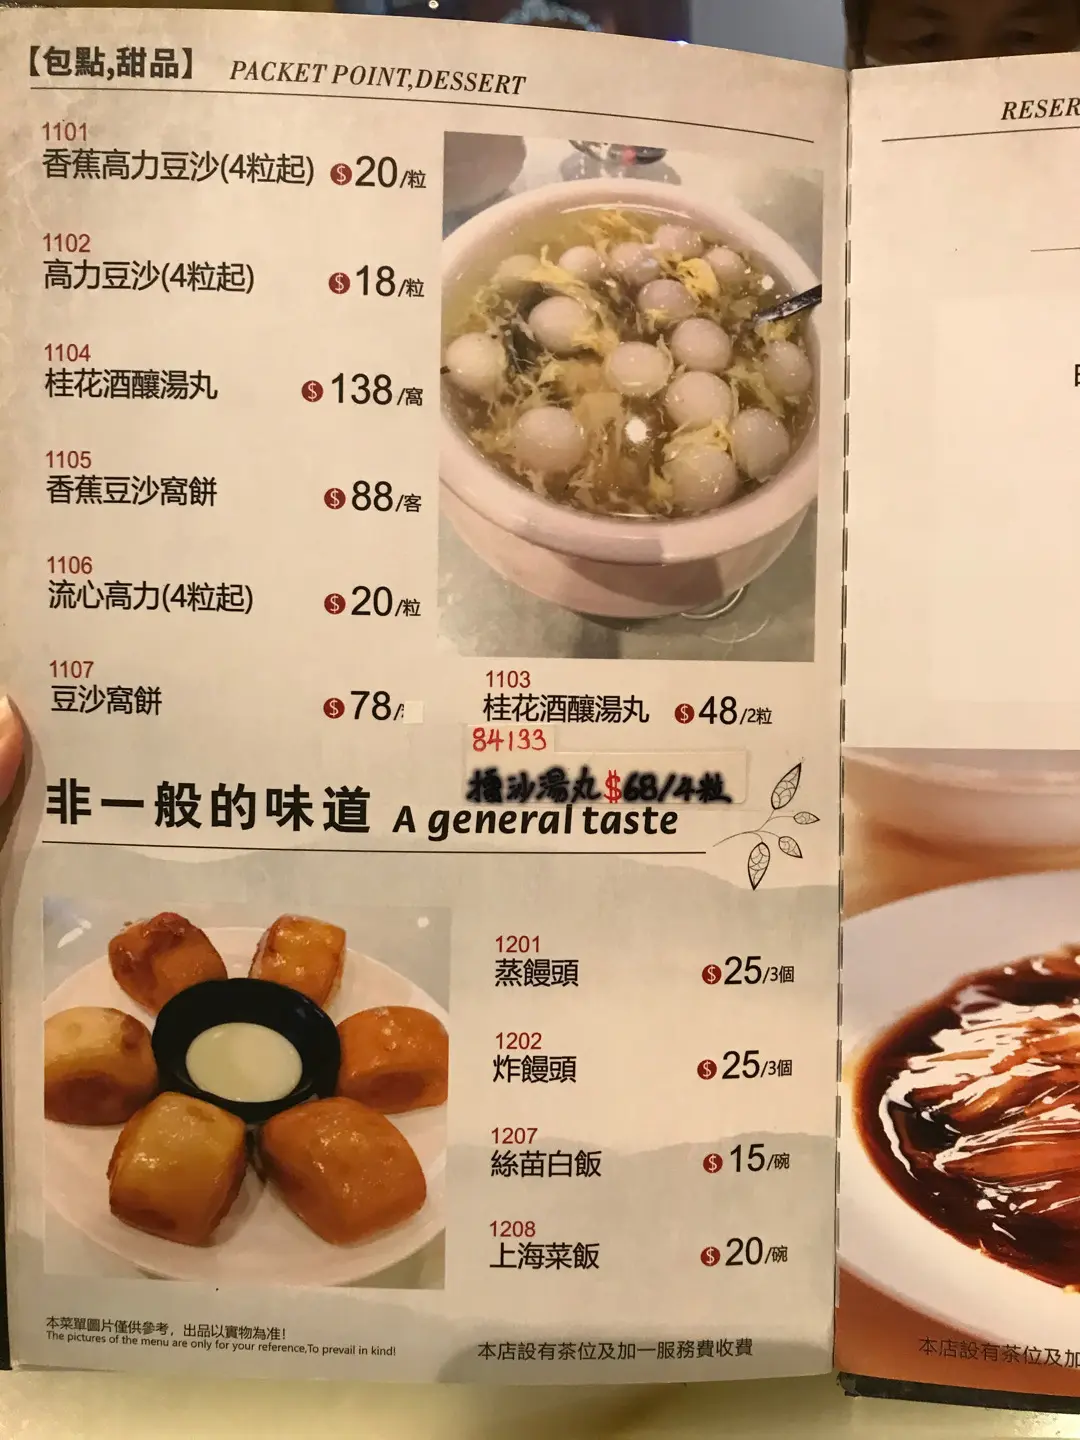 【包點,甜品】 PACKET POINT,DESSERT
1101
香蕉高力豆沙(4粒起) $20/粒
1102
高力豆沙(4粒起) $18/粒
1104
桂花酒釀湯丸 $138/窩
1105
香蕉豆沙窩餅 $88/客
1106
流心高力(4粒起) $20/粒
1107
豆沙窩餅 $78/
1103
桂花酒釀湯丸 $48/2粒
84133
擂沙湯丸$68/4粒
非一般的味道 A general taste
1201
蒸饅頭 $25/3個
1202
炸饅頭 $25/3個
1207
絲苗白飯 $15/碗
1208
上海菜飯 $20/碗
本菜單圖片僅供參考，出品以實物為准!
The pictures of the menu are only for your reference,To prevail in kind!
本店設有茶位及加一服務費收費
RESER
本店設有茶位及加